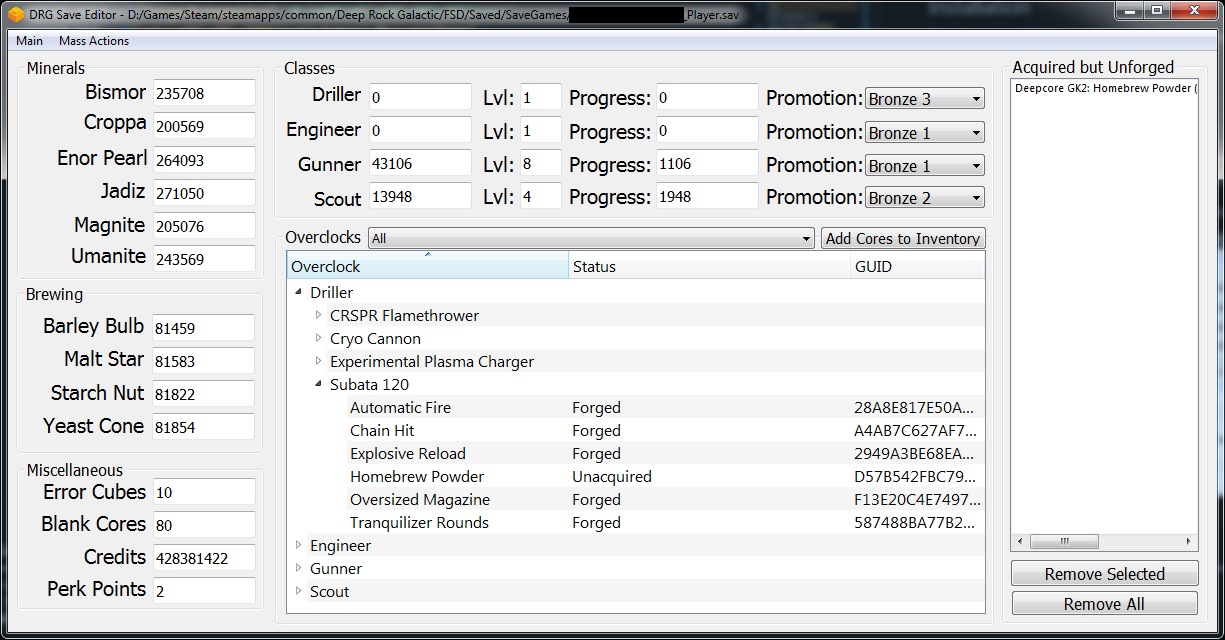 DRG Save Editor - D:/Games/Steam/steamapps/common/Deep Rock Galactic/FSD/Saved/SaveGames/ _Player.sav
Main Mass Actions
Minerals
Bismor 235708
Croppa 200569
Enor Pearl 264093
Jadiz 271050
Magnite 205076
Umanite 243569
Brewing
Barley Bulb 81459
Malt Star 81583
Starch Nut 81822
Yeast Cone 81854
Miscellaneous
Error Cubes 10
Blank Cores 80
Credits 428381422
Perk Points 2
Classes
Driller 0 Lvl: 1 Progress: 0 Promotion: Bronze 3
Engineer 0 Lvl: 1 Progress: 0 Promotion: Bronze 1
Gunner 43106 Lvl: 8 Progress: 1106 Promotion: Bronze 1
Scout 13948 Lvl: 4 Progress: 1948 Promotion: Bronze 2
Overclocks All Add Cores to Inventory
Overclock Status GUID
Driller
CRSPR Flamethrower
Cryo Cannon
Experimental Plasma Charger
Subata 120
Automatic Fire Forged 28A8E817E50A...
Chain Hit Forged A4AB7C627AF7...
Explosive Reload Forged 2949A3BE68EA...
Homebrew Powder Unacquired D57B542FBC79...
Oversized Magazine Forged F13E20C4E7497...
Tranquilizer Rounds Forged 587488BA77B2...
Engineer
Gunner
Scout
Acquired but Unforged
Deepcore GK2: Homebrew Powder (
Remove Selected
Remove All